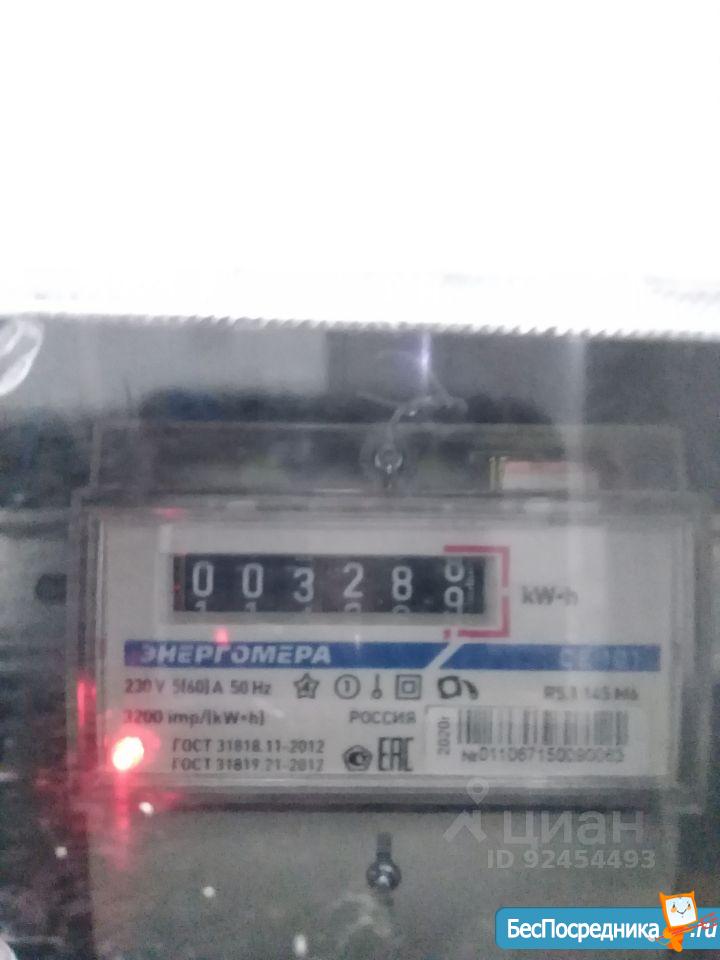 0 0 3 2 8
kW•h
ЭНЕРГОМЕРА
230 V 5(60) A 50 Hz
3200 imp/(kW•h)
РОССИЯ
ГОСТ 31818.11-2012
ГОСТ 31819.21-2012
ЕАС
2020г
№011067150090063
циан
ID 92454493
БесПосредника.ru